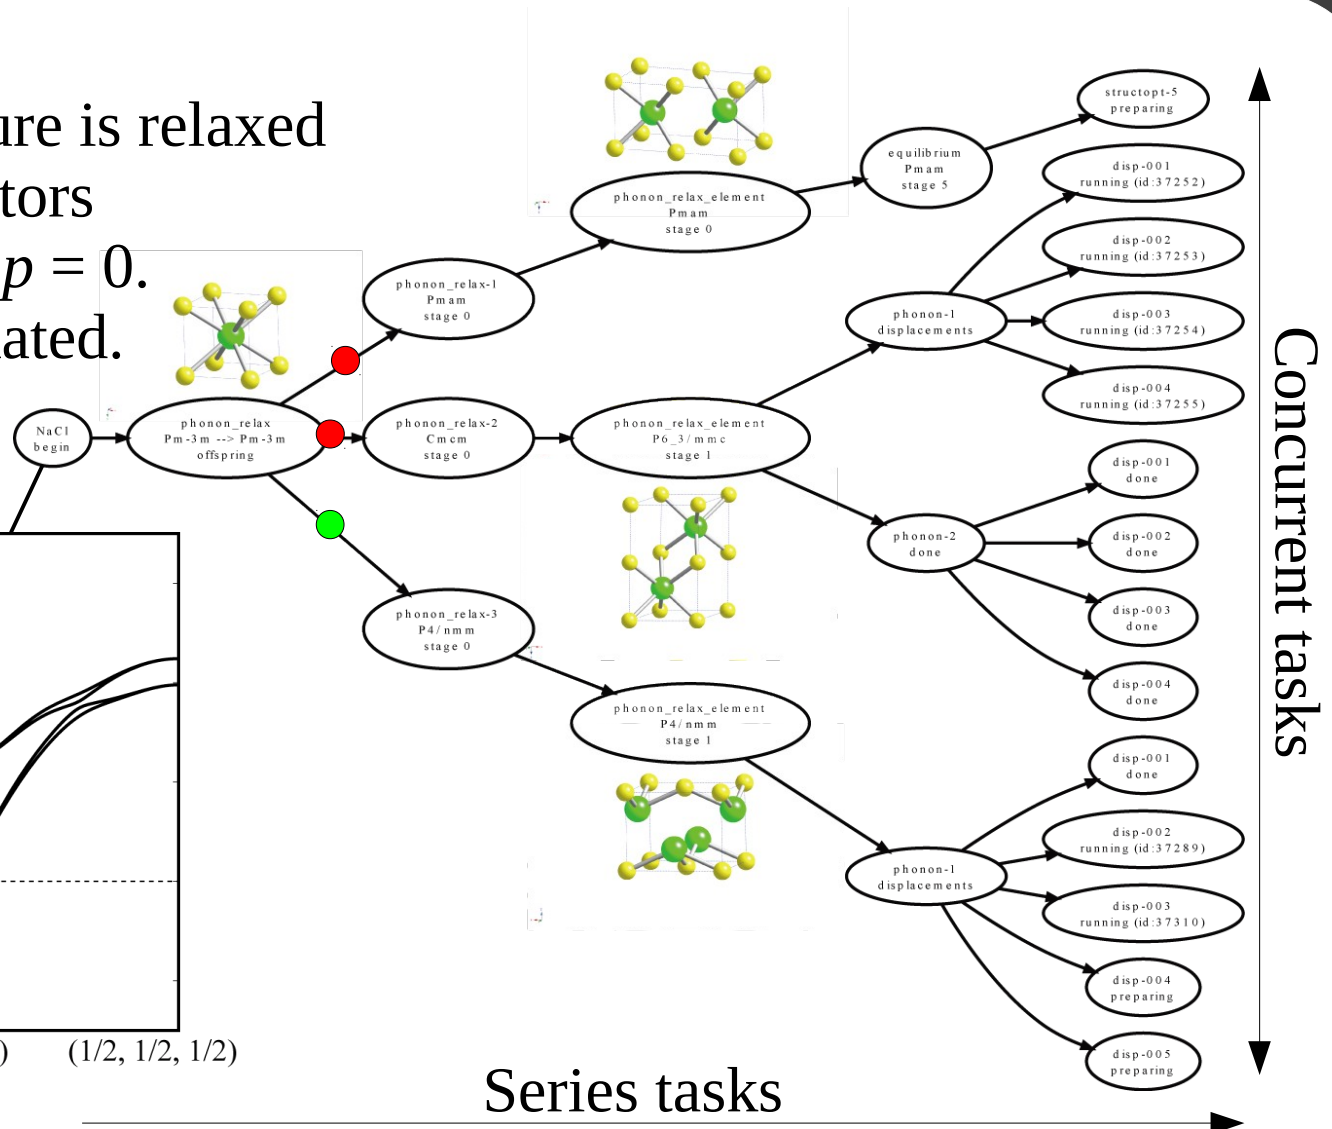 ure is relaxed
tors
p = 0.
ated.
NaCl
begin
phonon_relax
Pm-3m --> Pm-3m
offspring
phonon_relax-1
Pmam
stage 0
phonon_relax-2
Cmcm
stage 0
phonon_relax-3
P4/nmm
stage 0
phonon_relax_element
Pmam
stage 0
phonon_relax_element
P6_3/mmc
stage 1
phonon_relax_element
P4/nmm
stage 1
equilibrium
Pmam
stage 5
phonon-1
displacements
phonon-2
done
phonon-1
displacements
structopt-5
preparing
disp-001
running (id:37252)
disp-002
running (id:37253)
disp-003
running (id:37254)
disp-004
running (id:37255)
disp-001
done
disp-002
done
disp-003
done
disp-004
done
disp-001
done
disp-002
running (id:37289)
disp-003
running (id:37310)
disp-004
preparing
disp-005
preparing
Concurrent tasks
) (1/2, 1/2, 1/2)
Series tasks